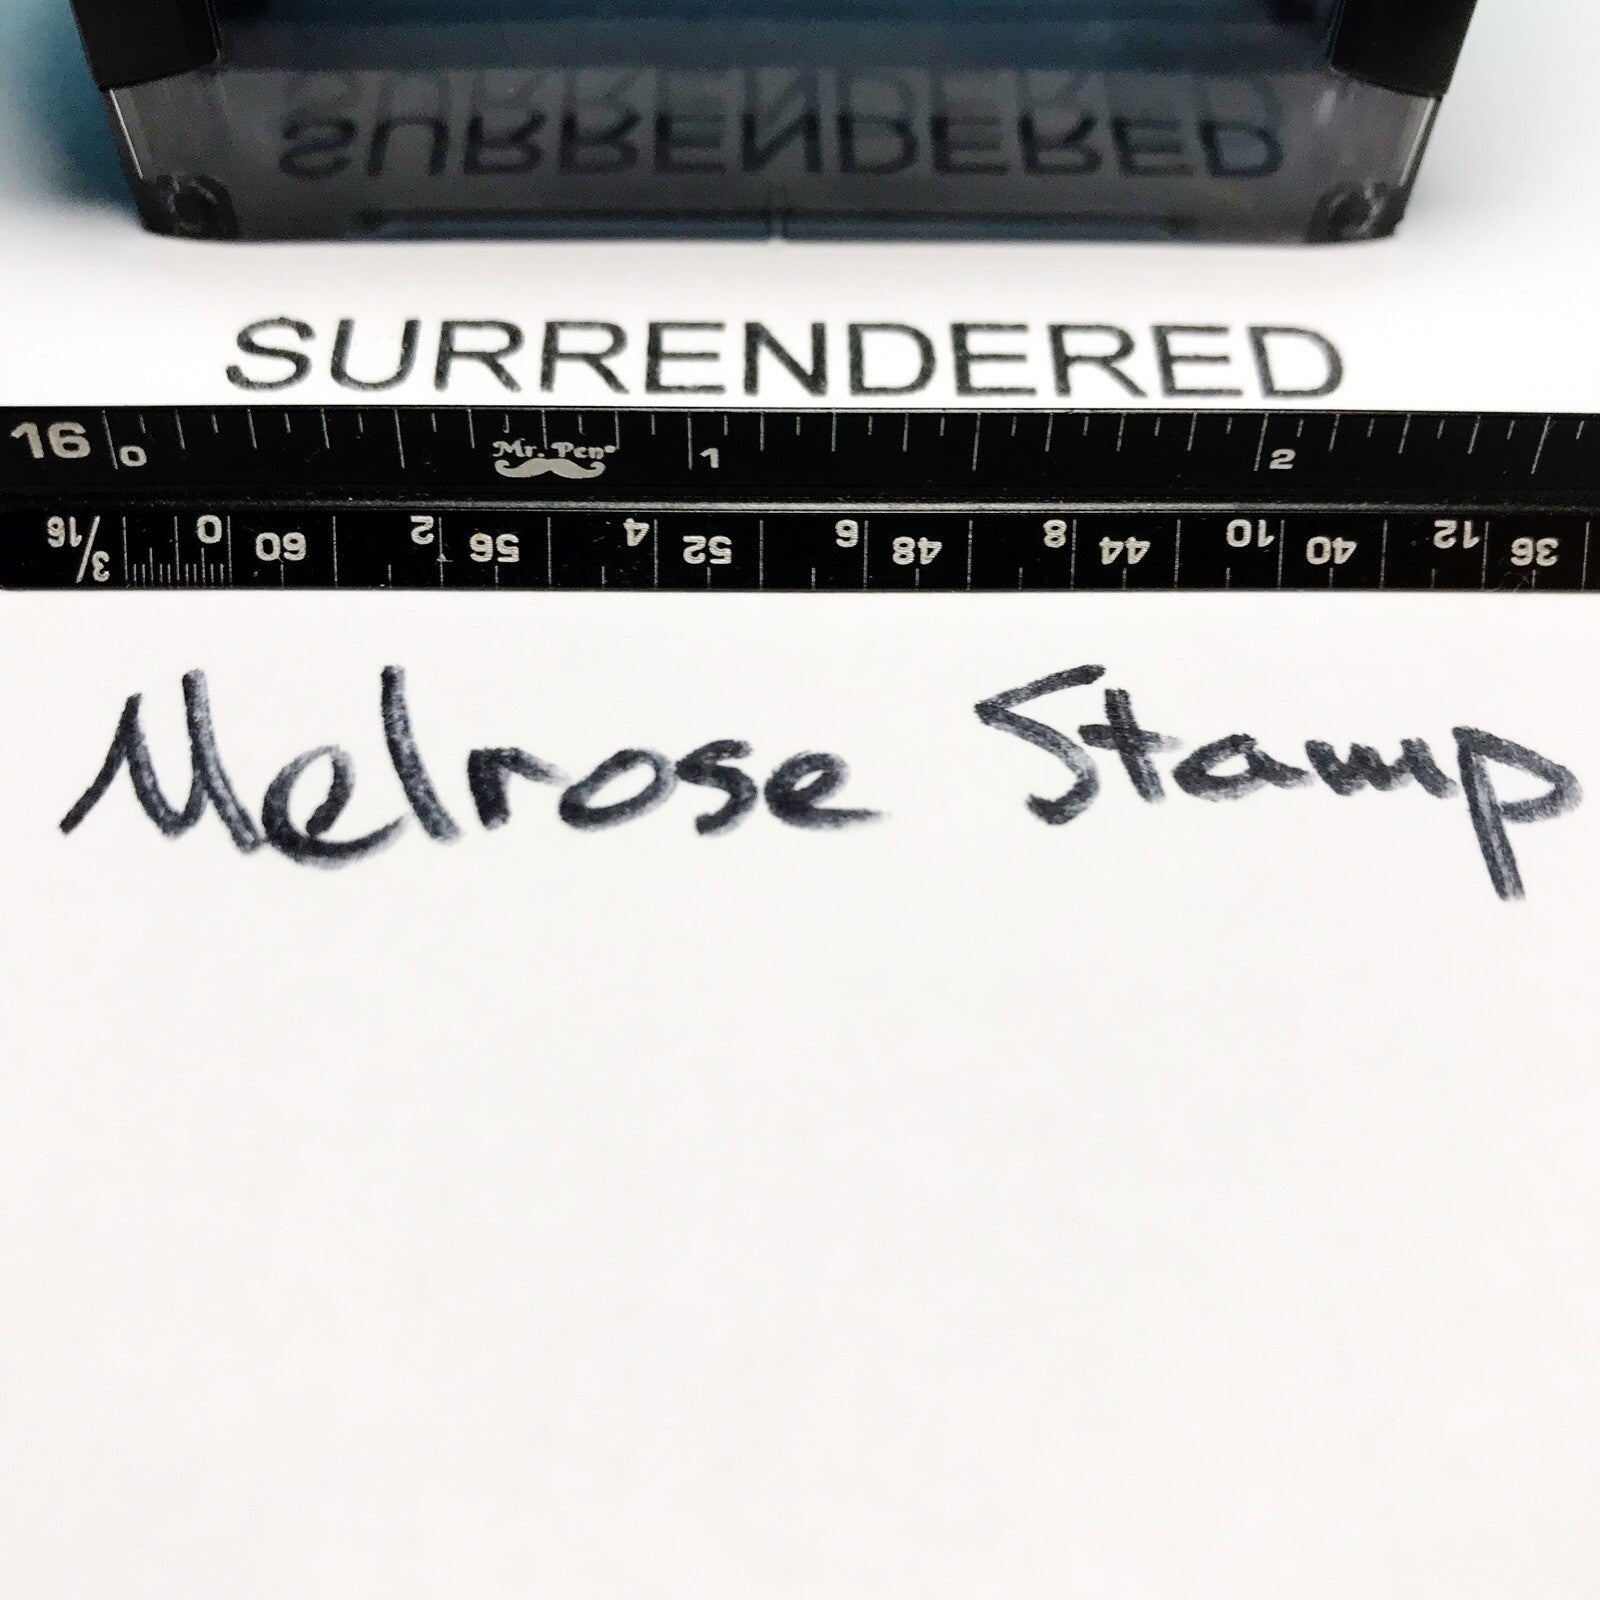 SURRENDERED
SURRENDERED
16 0 1 2
Mr. Pen®
3/16 0 60 2 56 4 52 6 48 8 44 10 40 12 36
Melrose Stamp